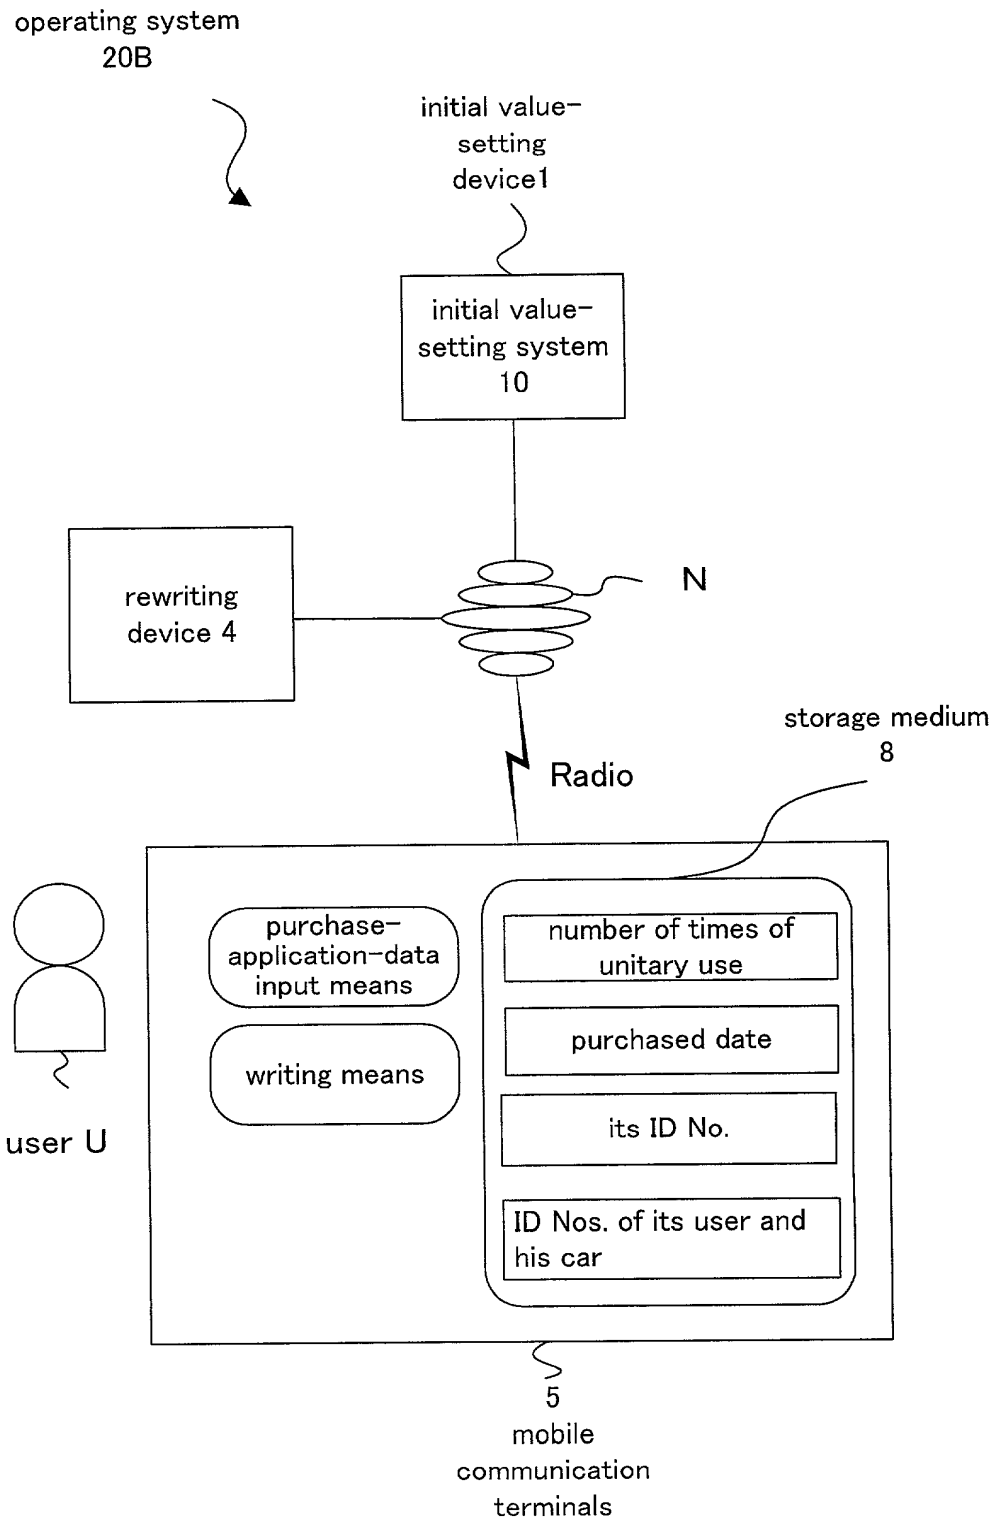 operating system
20B
initial value-
setting
device1
initial value-
setting system
10
N
rewriting
device 4
storage medium
8
Radio
purchase-
application-data
input means
writing means
number of times of
unitary use
purchased date
its ID No.
ID Nos. of its user and
his car
user U
5
mobile
communication
terminals